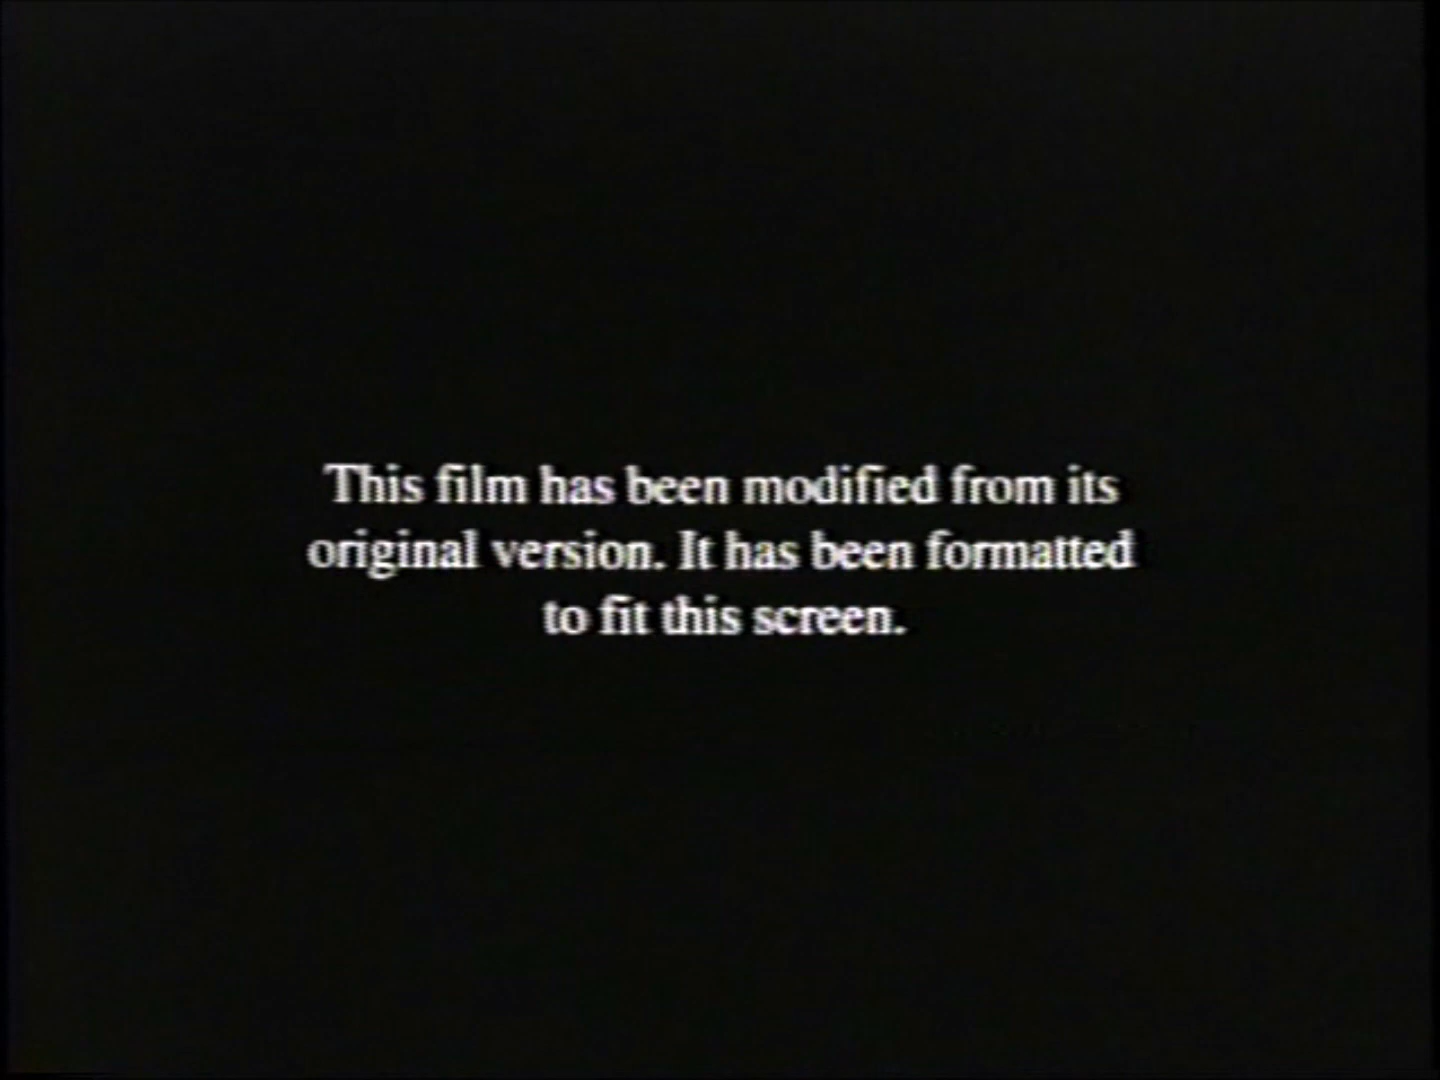 This film has been modified from its
original version. It has been formatted
to fit this screen.